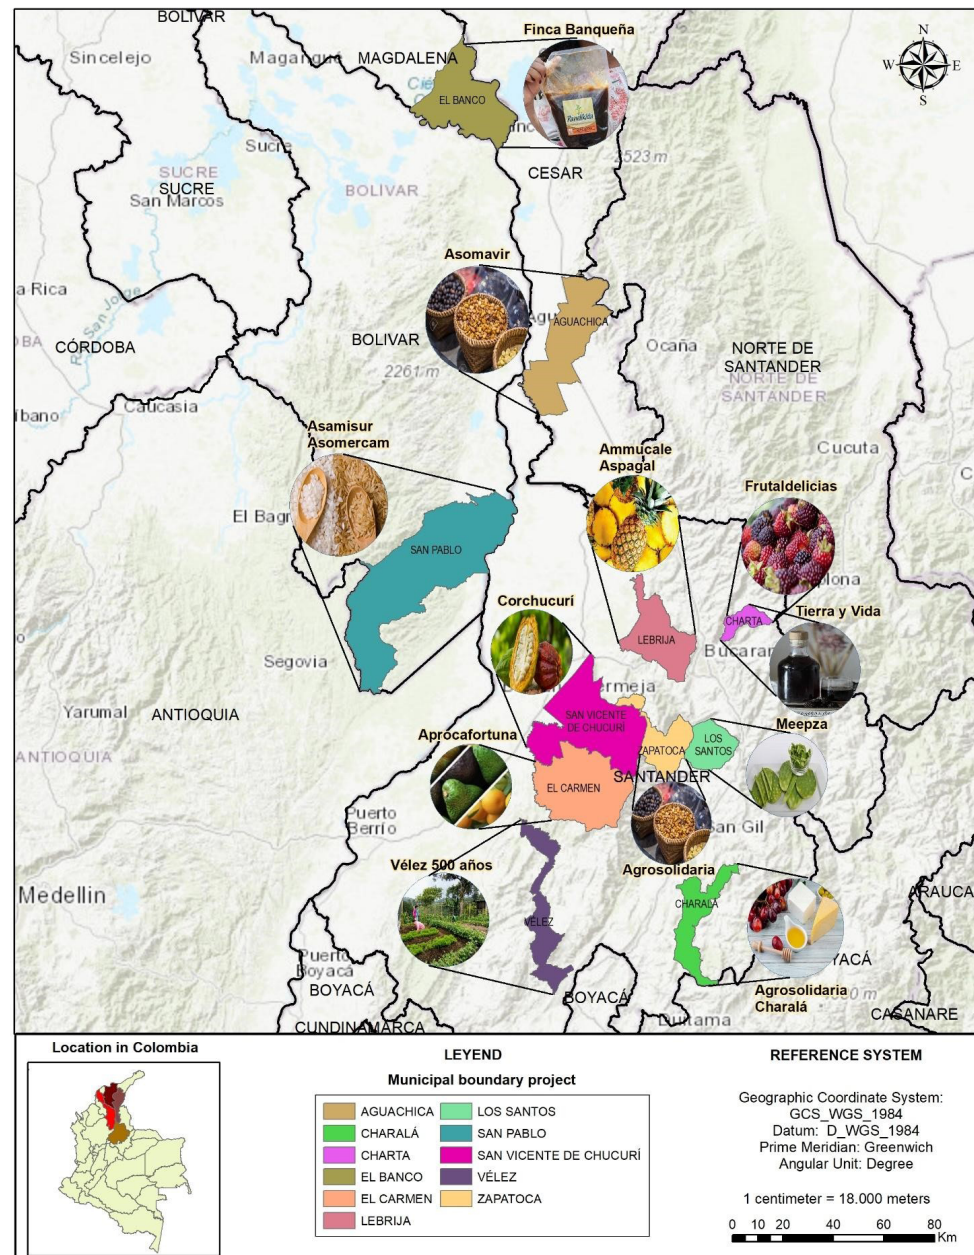 BOLIVAR
Sincelejo
Magangué
MAGDALENA
Finca Banqueña
N
W
E
S
EL BANCO
Sucre
SUCRE
SUCRE
San Marcos
BOLIVAR
CESAR
2523 m
Asomavir
AGUACHICA
BOLIVAR
2261 m
CÓRDOBA
Caucasia
Ocaña
NORTE DE
SANTANDER
NORTE DE
SANTANDER
Cucuta
Asamisur
Asomercam
El Bagr
SAN PABLO
Ammucale
Aspagal
Frutaldelicias
Corchucurí
LEBRIJA
CHARTA
Tierra y Vida
Bucaran
Segovia
Yarumal
ANTIOQUIA
ANTIOQUIA
SAN VICENTE
DE CHUCURÍ
Aprocafortuna
ZAPATOCA
LOS
SANTOS
Meepza
SANTANDER
EL CARMEN
Puerto
Berrío
San Gil
Vélez 500 años
Agrosolidaria
Medellin
VÉLEZ
CHARALÁ
ARAUCA
Puerto
Boyacá
BOYACÁ
BOYACÁ
YACÁ
Agrosolidaria
Charalá
CUNDINAMARCA
Duitama
CASANARE
Location in Colombia
LEYEND
Municipal boundary project
AGUACHICA
LOS SANTOS
CHARALÁ
SAN PABLO
CHARTA
SAN VICENTE DE CHUCURÍ
EL BANCO
VÉLEZ
EL CARMEN
ZAPATOCA
LEBRIJA
REFERENCE SYSTEM
Geographic Coordinate System:
GCS_WGS_1984
Datum: D_WGS_1984
Prime Meridian: Greenwich
Angular Unit: Degree
1 centimeter = 18.000 meters
0 10 20 40 60 80
Km